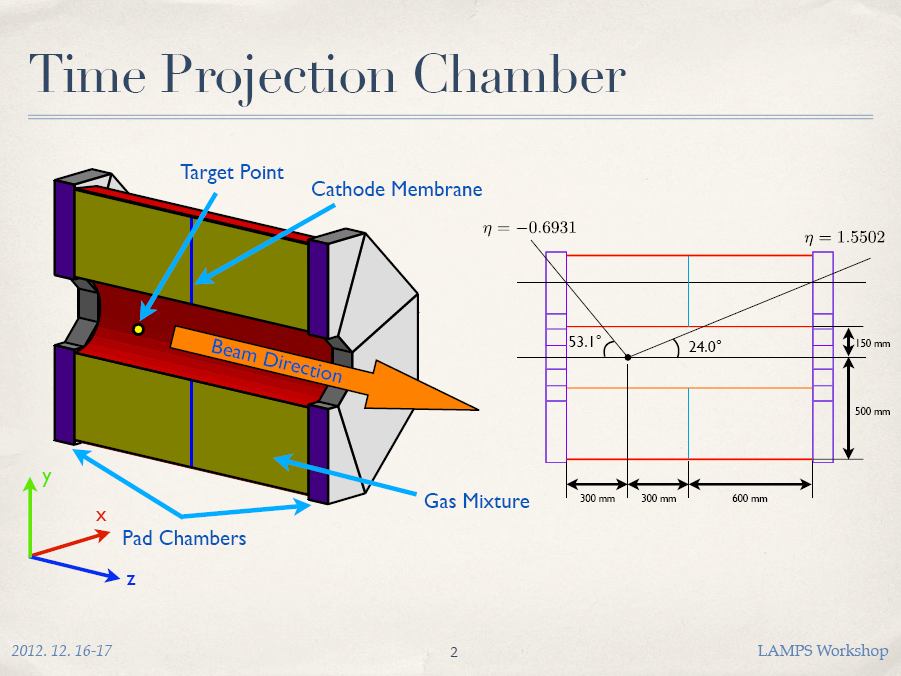 Time Projection Chamber
Target Point
Cathode Membrane
Beam Direction
Gas Mixture
Pad Chambers
y
x
z
η = −0.6931
η = 1.5502
53.1°
24.0°
150 mm
500 mm
300 mm
300 mm
600 mm
2012. 12. 16-17
2
LAMPS Workshop